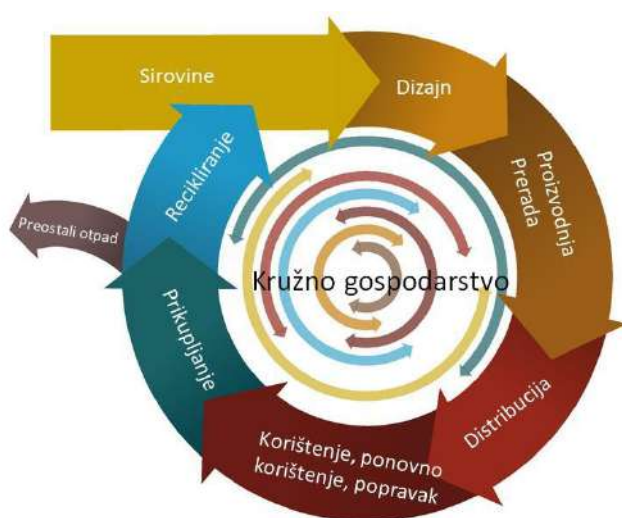 Sirovine
Dizajn
Proizvodnja
Prerada
Distribucija
Korištenje, ponovno
korištenje, popravak
Prikupljanje
Recikliranje
Preostali otpad
Kružno gospodarstvo